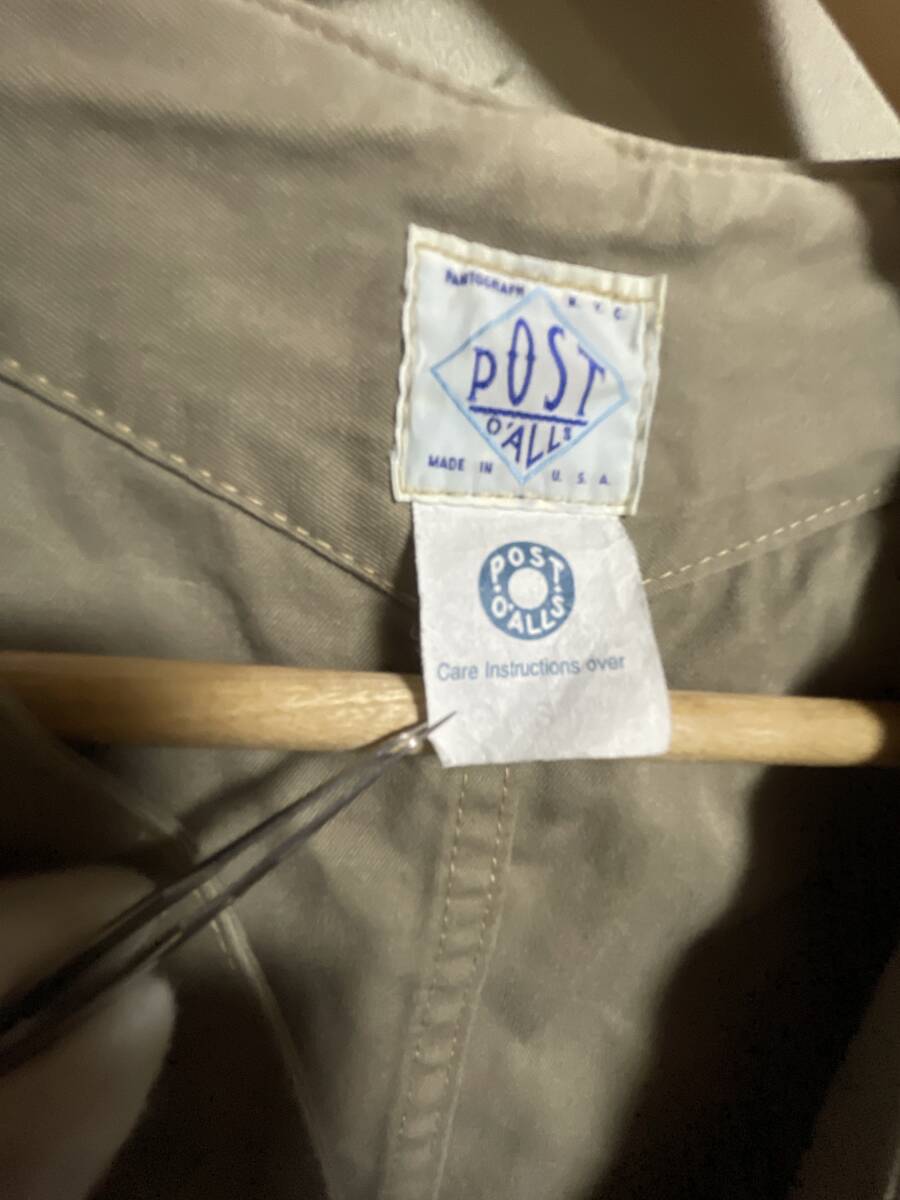 PANTOGRAPH N. Y. C.
POST
O'ALLS
MADE IN U. S. A.
POST
O'ALLS
Care Instructions over